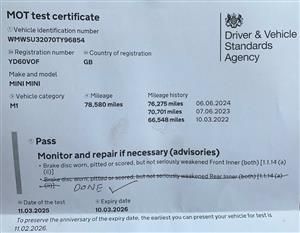 MOT test certificate
Driver & Vehicle
Standards
Agency
Vehicle identification number
WMWSU32070TY96854
Registration number
Country of registration
YD60VOF
GB
Make and model
MINI MINI
Vehicle category
Mileage
Mileage history
M1
78,580 miles
76,275 miles 06.06.2024
70,701 miles 07.06.2023
66,548 miles 10.03.2022
Pass
Monitor and repair if necessary (advisories)
• Brake disc worn, pitted or scored, but not seriously weakened Front Inner (both) [1.1.14 (a)
(ii)]
• Brake disc worn, pitted or scored, but not seriously weakened Rear Inner (both) [1.1.14 (a)
(ii)]
DONE ✓
Date of the test
Expiry date
11.03.2025
10.03.2026
To preserve the anniversary of the expiry date, the earliest you can present your vehicle for test is
11.02.2026.